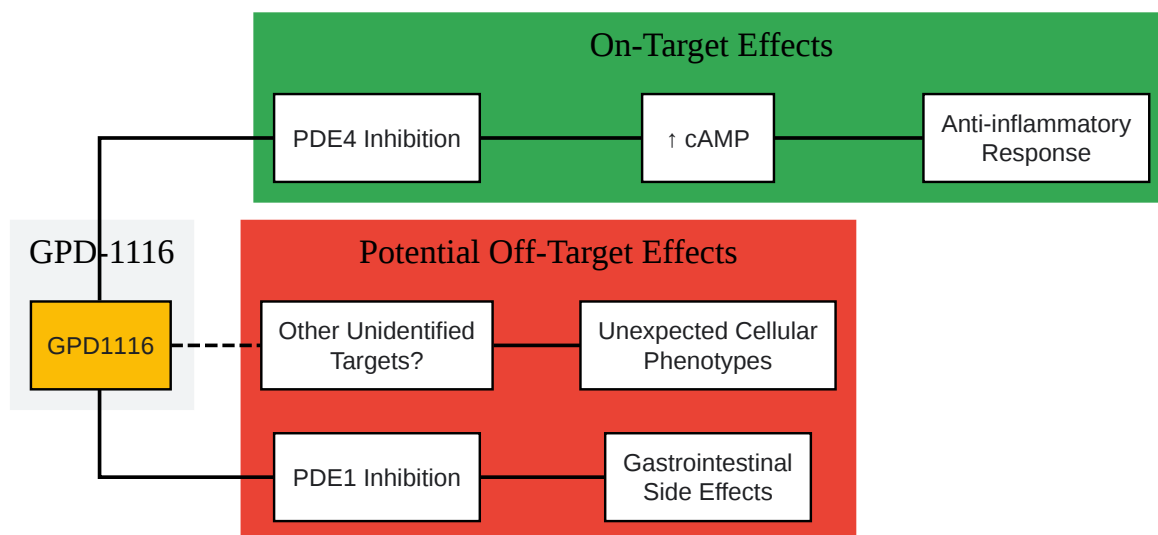 On-Target Effects
PDE4 Inhibition
↑ cAMP
Anti-inflammatory
Response
GPD-1116
GPD1116
Potential Off-Target Effects
Other Unidentified
Targets?
Unexpected Cellular
Phenotypes
PDE1 Inhibition
Gastrointestinal
Side Effects